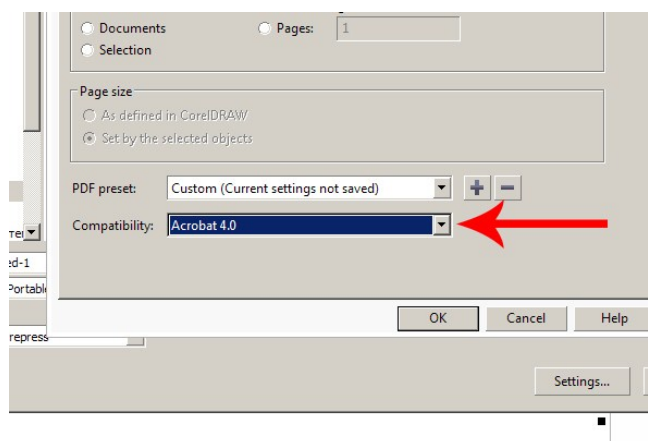 Documents
Pages: 1
Selection
Page size
As defined in CorelDRAW
Set by the selected objects
PDF preset: Custom (Current settings not saved)
Compatibility: Acrobat 4.0
ed-1
Portable
OK Cancel Help
repress
Settings...